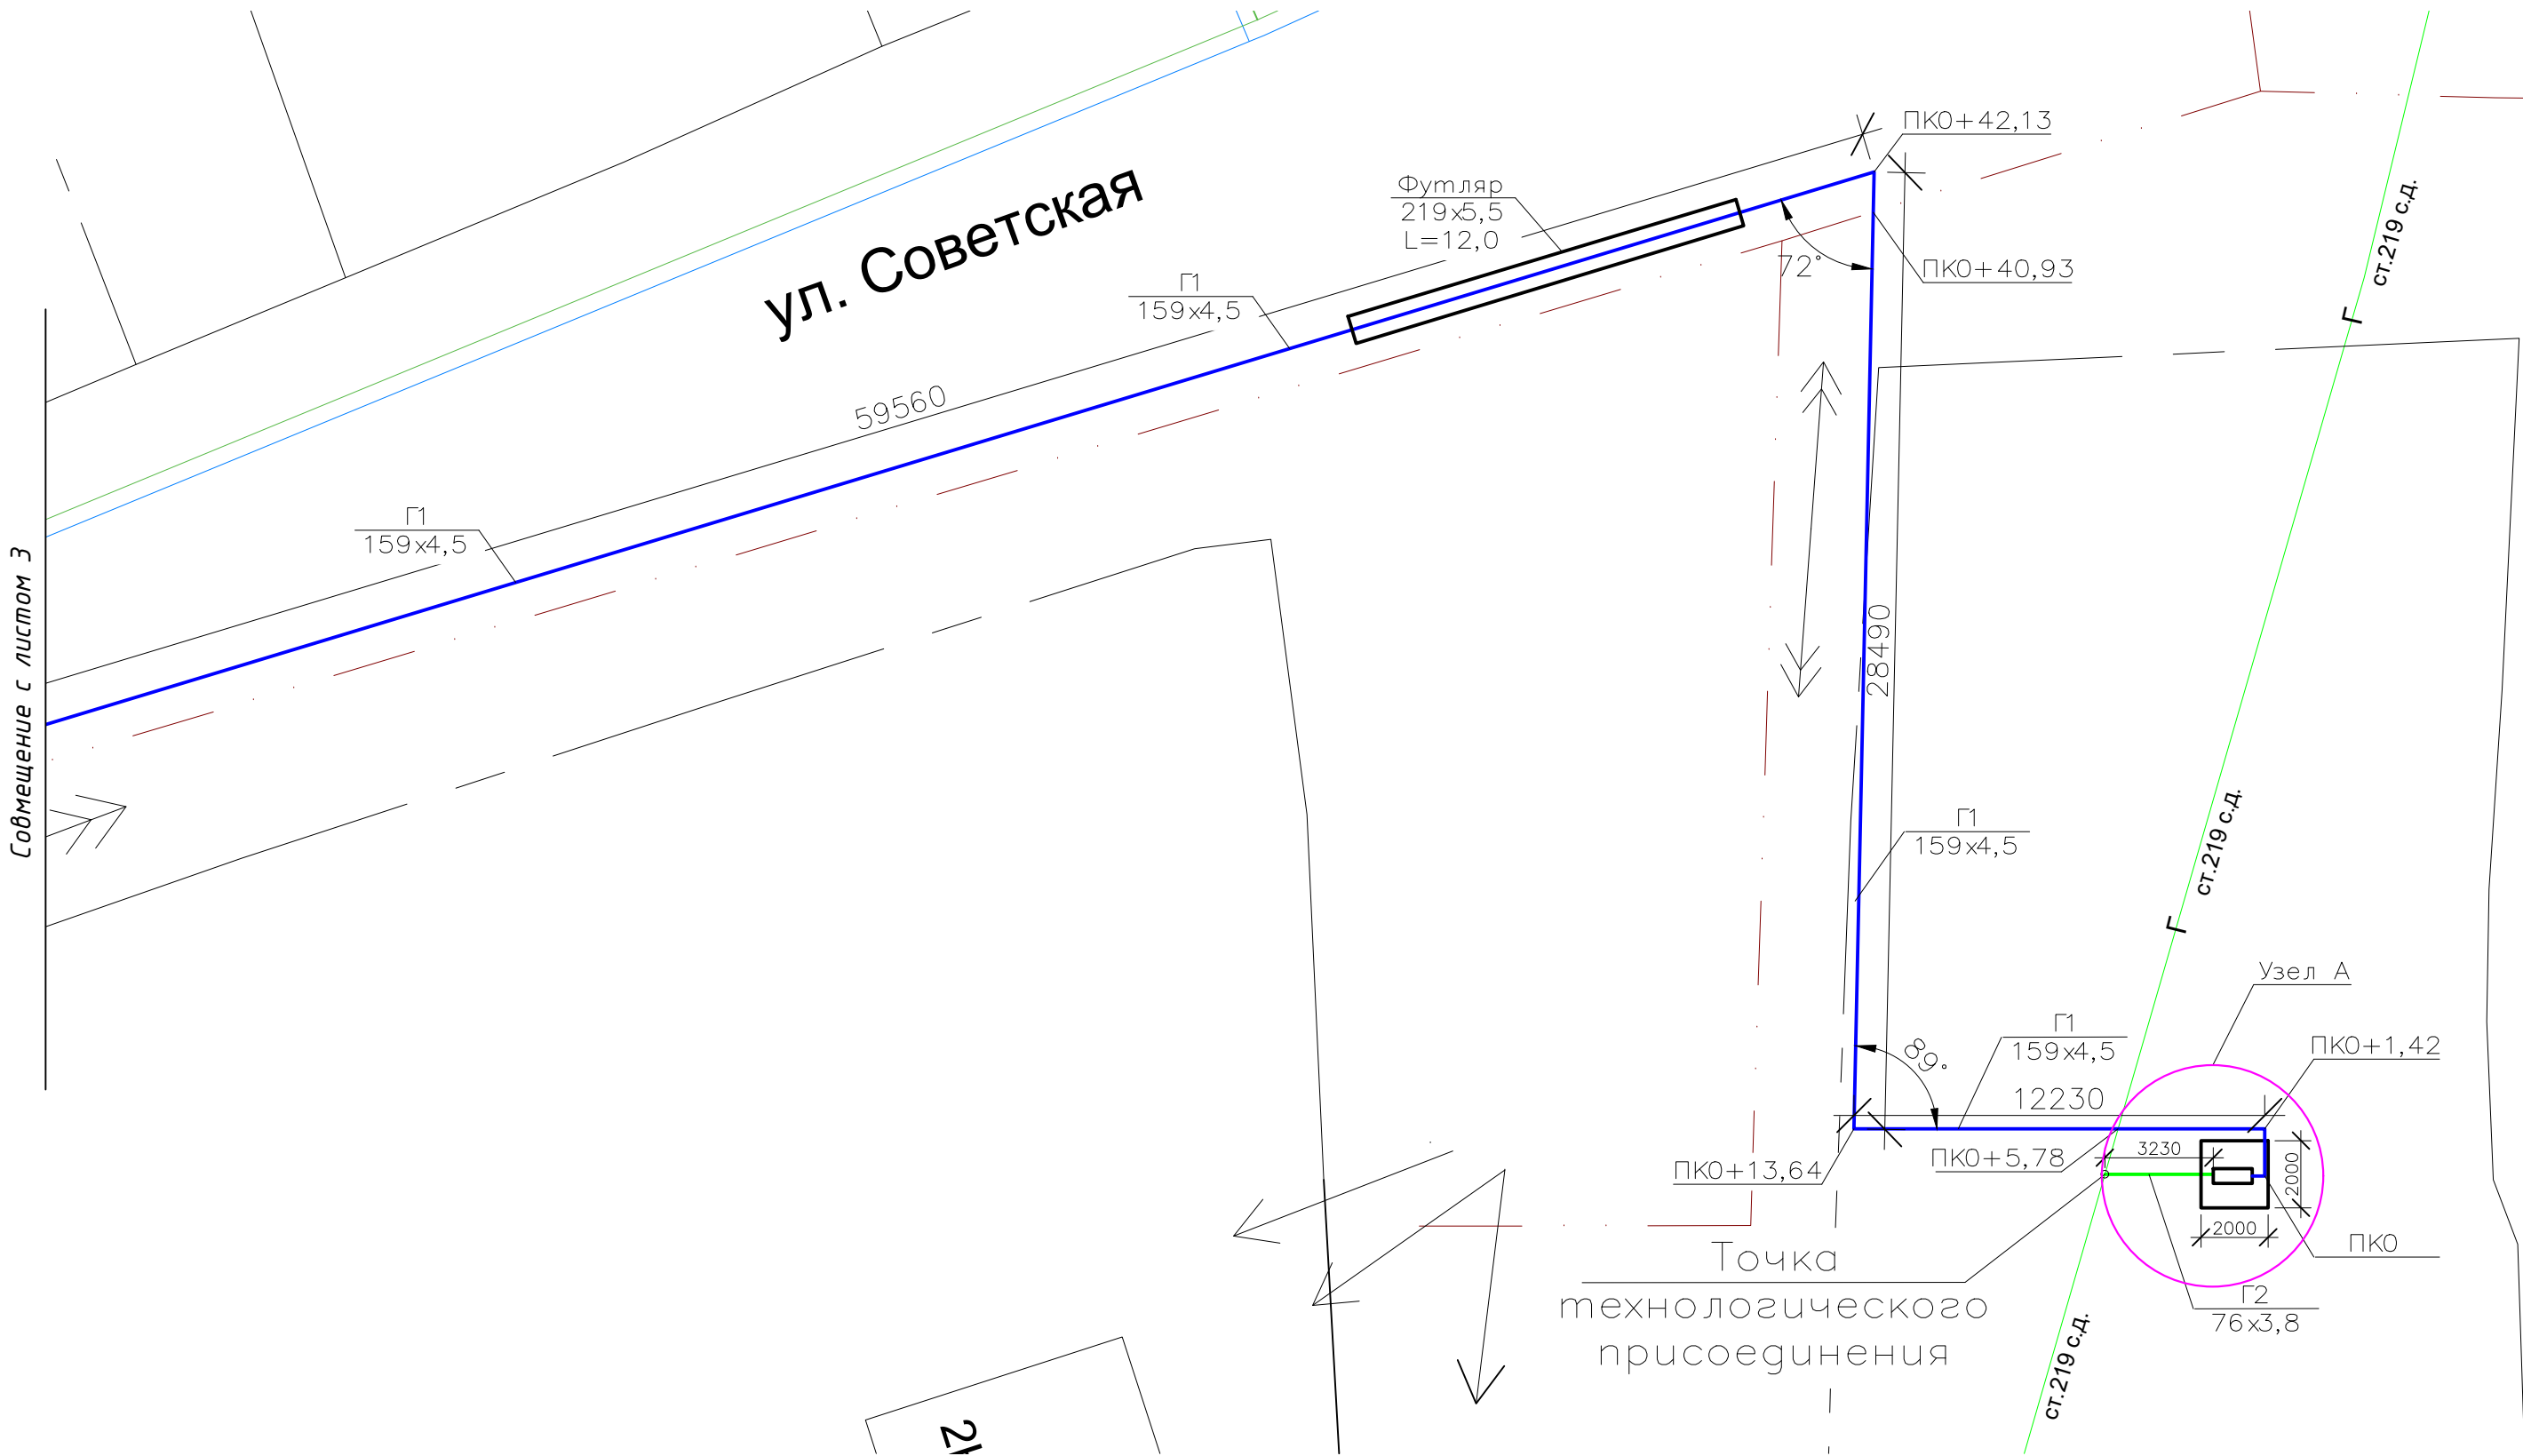 ПК0+42,13
Футляр
219х5,5
L=12,0
ст.219 с.д.
ул. Советская
72°
ПК0+40,93
Г1
159х4,5
Г
59560
Г1
159х4,5
Совмещение с листом 3
28490
Г1
159х4,5
ст.219 с.д.
Г
Узел А
Г1
159х4,5
ПК0+1,42
89°
12230
ПК0+13,64
ПК0+5,78
3230
2000
2000
ПК0
Точка
технологического
присоединения
Г2
76х3,8
ст.219 с.д.